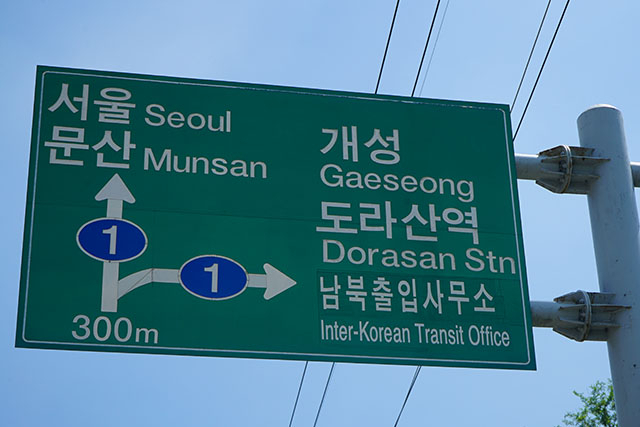 서울 Seoul
문산 Munsan
1
1
300m
개성
Gaeseong
도라산역
Dorasan Stn
남북출입사무소
Inter-Korean Transit Office